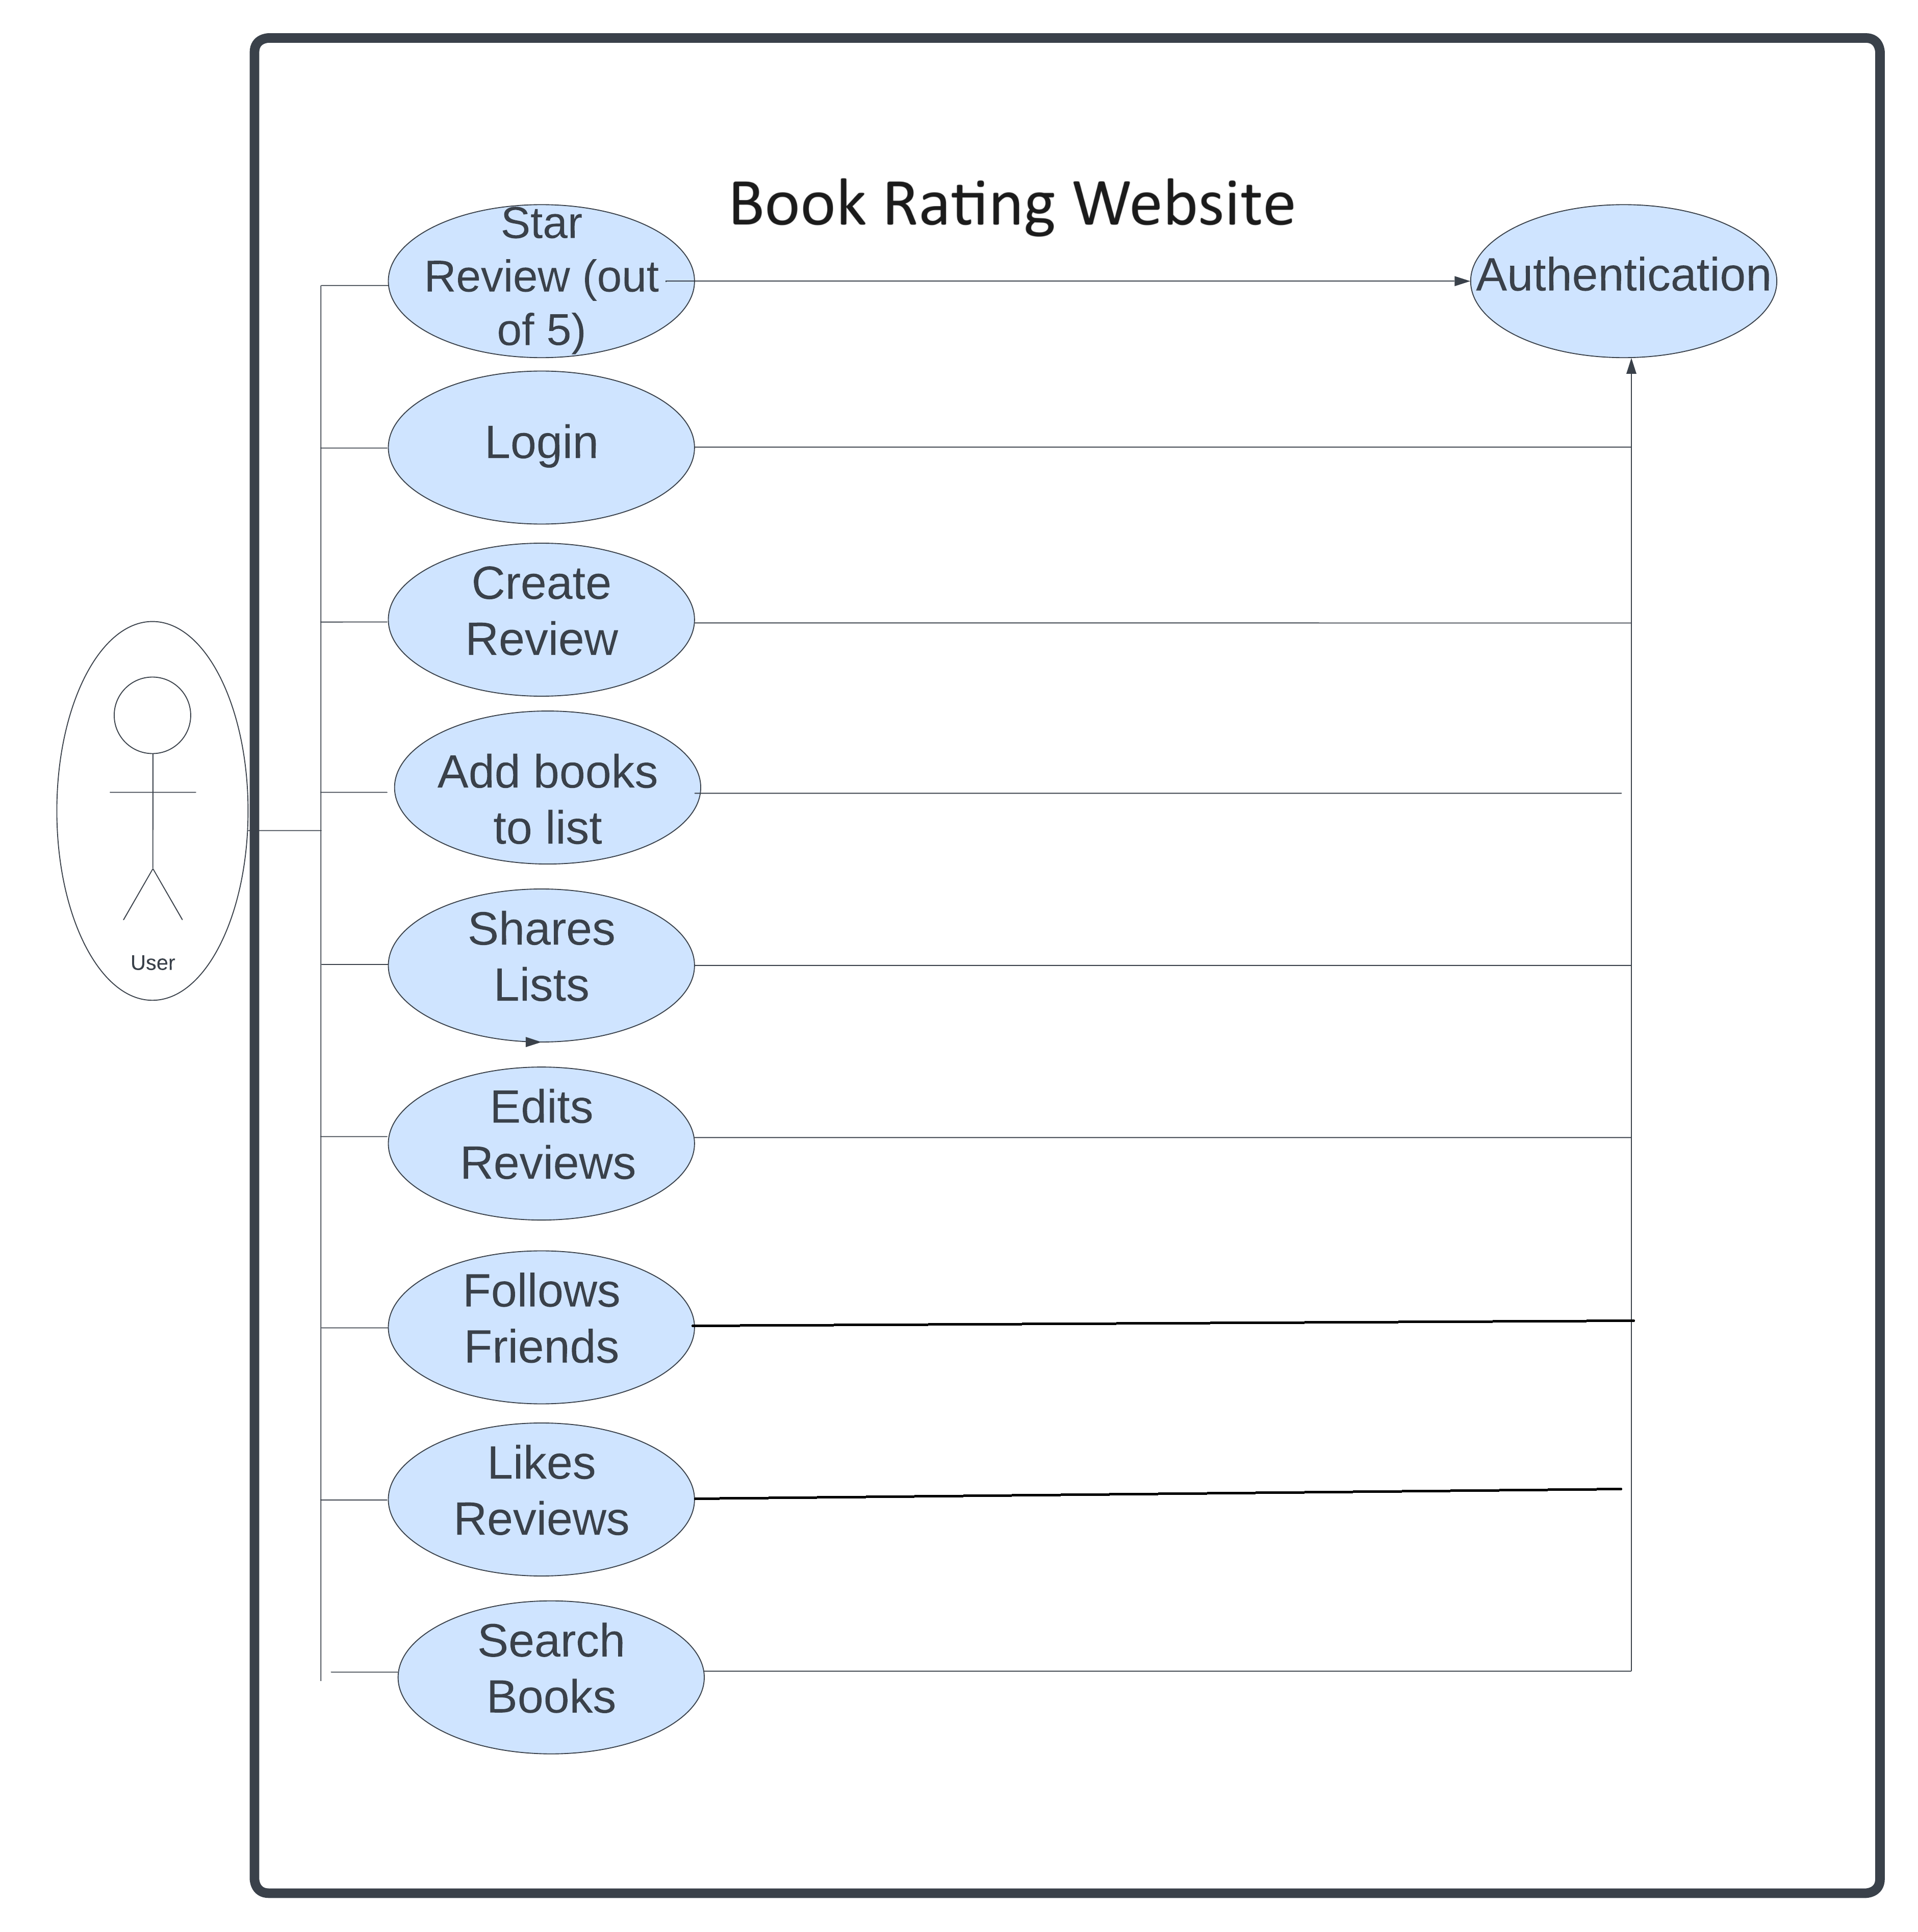 Book Rating Website
Star
Review (out
of 5)
Authentication
Login
Create
Review
Add books
to list
User
Shares
Lists
Edits
Reviews
Follows
Friends
Likes
Reviews
Search
Books